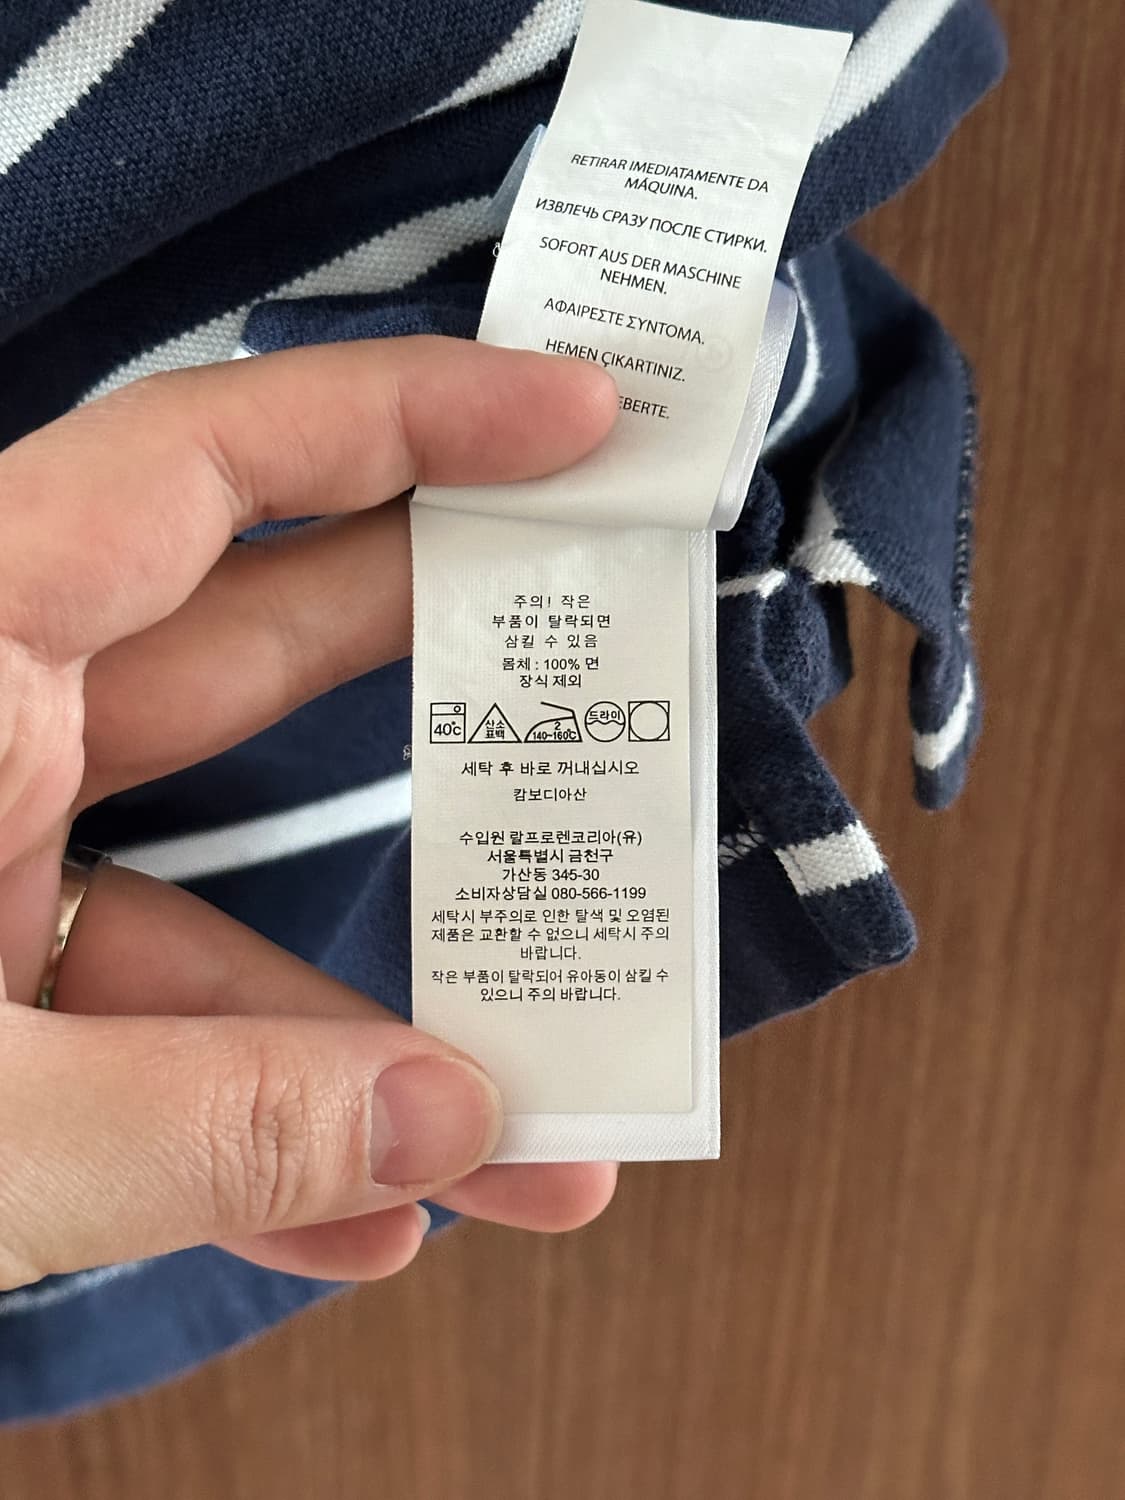 RETIRAR IMEDIATAMENTE DA
MÁQUINA.
ИЗВЛЕЧЬ СРАЗУ ПОСЛЕ СТИРКИ.
SOFORT AUS DER MASCHINE
NEHMEN.
ΑΦΑΙΡΕΣΤΕ ΣΥΝΤΟΜΑ.
HEMEN ÇIKARTINIZ.
주의! 작은
부품이 탈락되면
삼킬 수 있음
몸체 : 100% 면
장식 제외
40℃ 산소 표백 2 140~160℃ 드라이
세탁 후 바로 꺼내십시오
캄보디아산
수입원 랄프로렌코리아(유)
서울특별시 금천구
가산동 345-30
소비자상담실 080-566-1199
세탁시 부주의로 인한 탈색 및 오염된
제품은 교환할 수 없으니 세탁시 주의
바랍니다.
작은 부품이 탈락되어 유아동이 삼킬 수
있으니 주의 바랍니다.